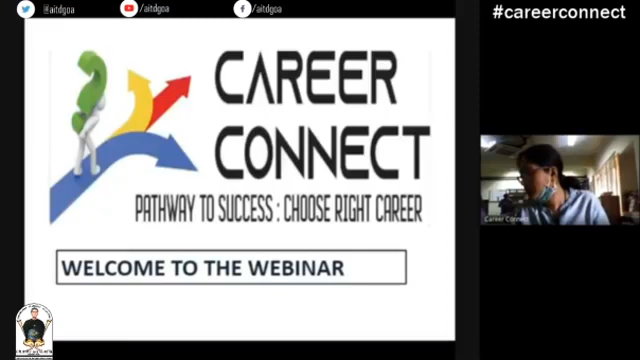 @aitdgoa
/aitdgoa
/aitdgoa
#careerconnect
CAREER
CONNECT
PATHWAY TO SUCCESS : CHOOSE RIGHT CAREER
WELCOME TO THE WEBINAR
Career Connect